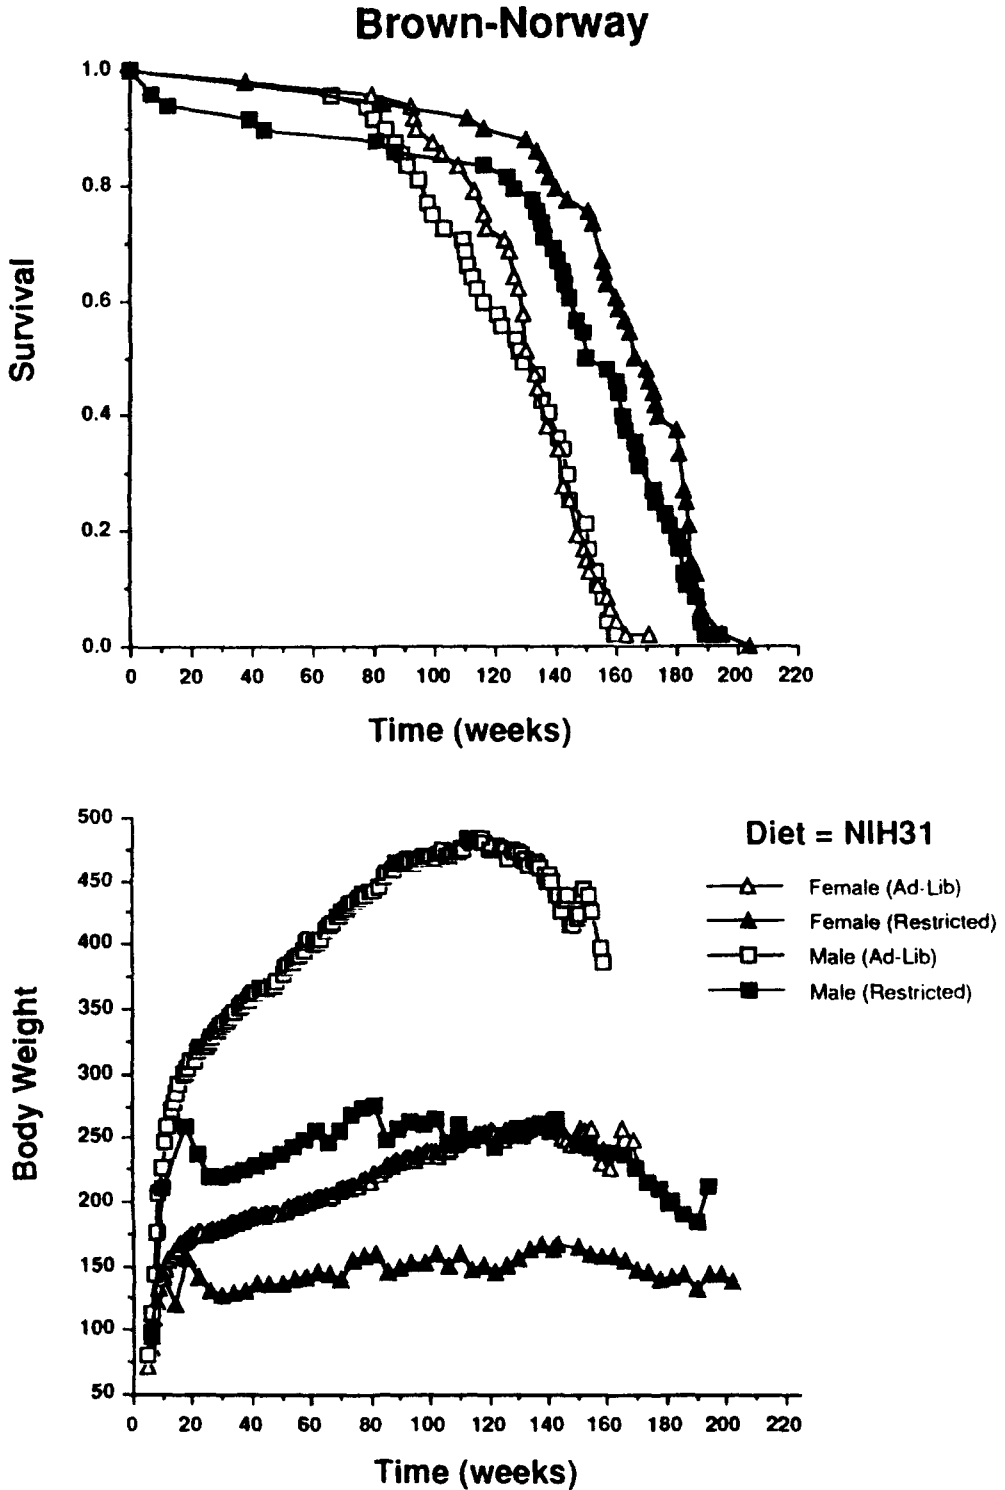 Brown-Norway
1.0
0.8
0.6
0.4
0.2
0.0
Survival
0 20 40 60 80 100 120 140 160 180 200 220
Time (weeks)
500
450
400
350
300
250
200
150
100
50
Body Weight
0 20 40 60 80 100 120 140 160 180 200 220
Time (weeks)
Diet = NIH31
Female (Ad-Lib)
Female (Restricted)
Male (Ad-Lib)
Male (Restricted)